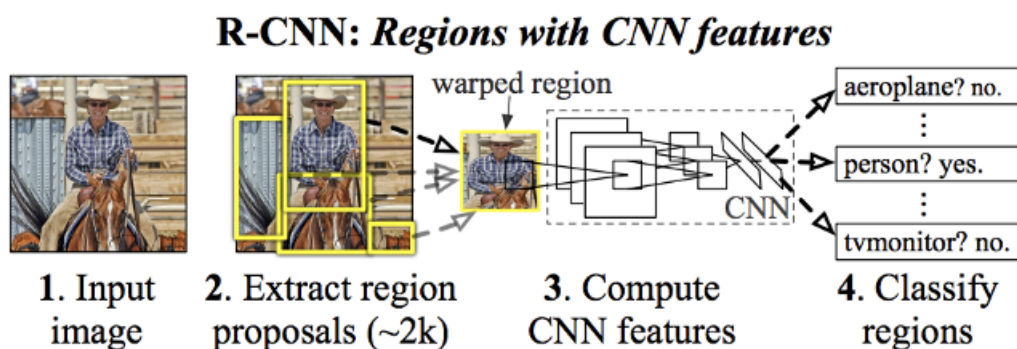 R-CNN: Regions with CNN features
warped region
aeroplane? no.
person? yes.
tvmonitor? no.
CNN
1. Input
image
2. Extract region
proposals (~2k)
3. Compute
CNN features
4. Classify
regions